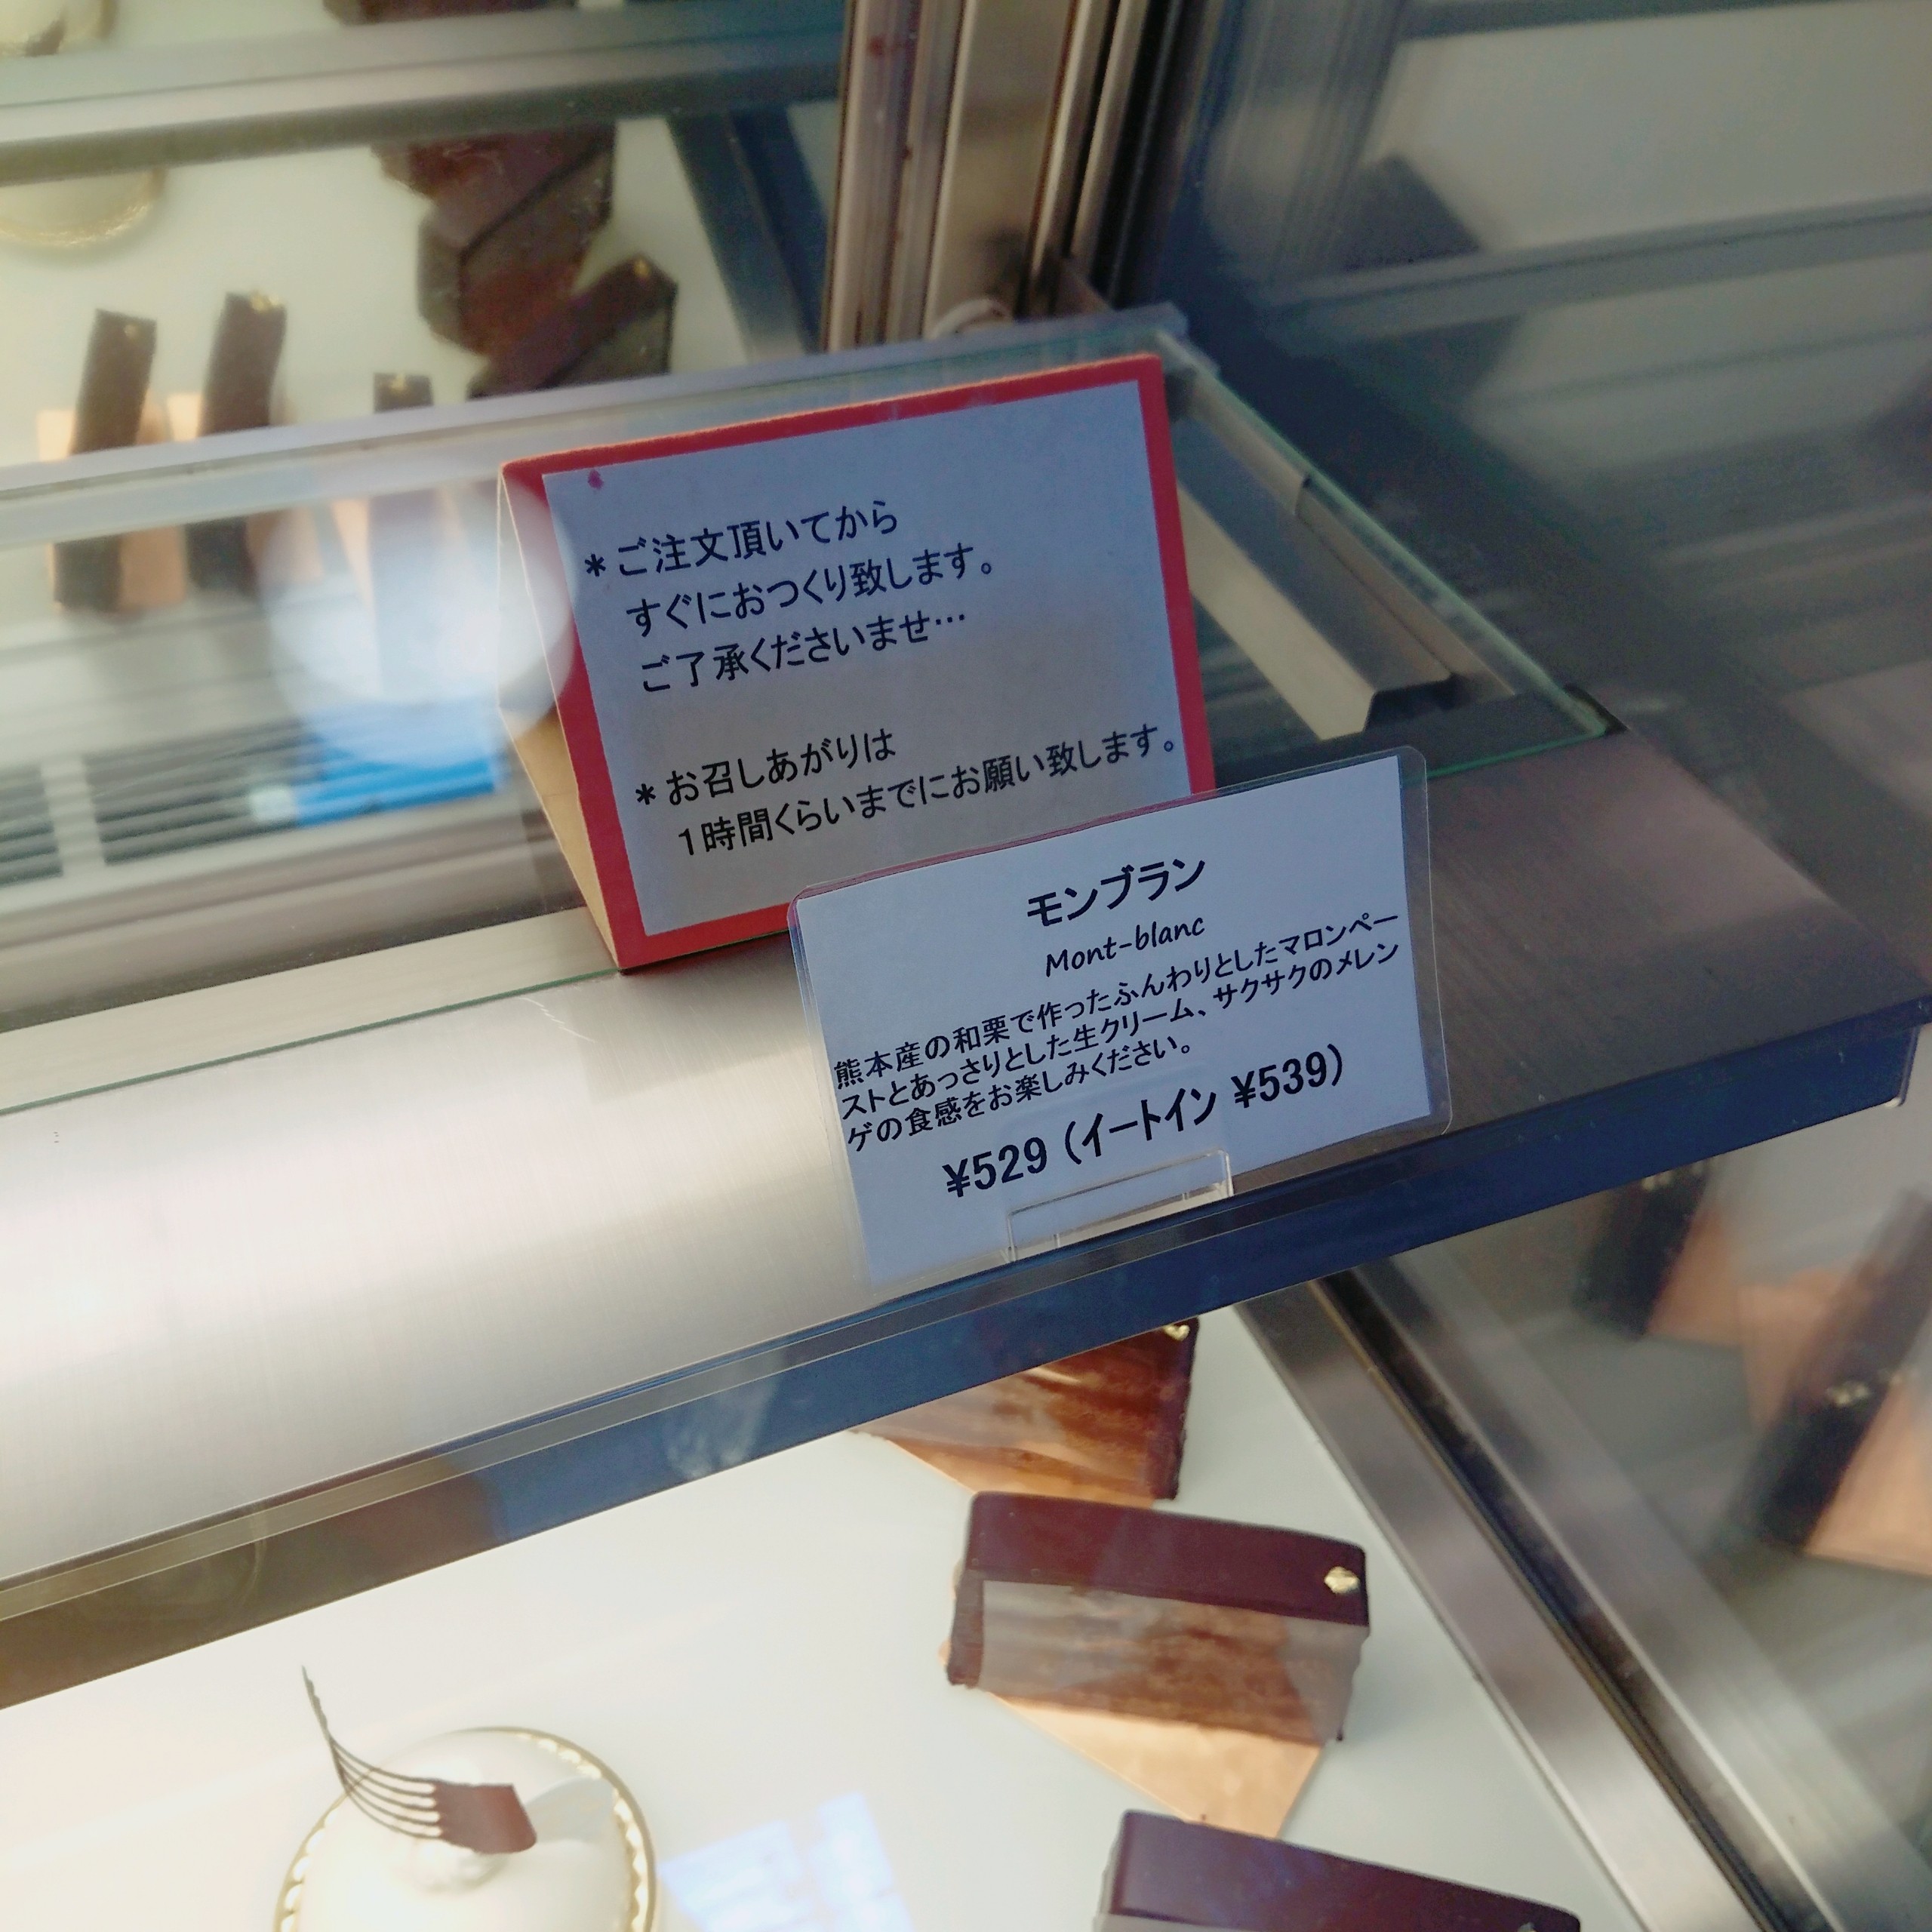 ＊ご注文頂いてから
すぐにおつくり致します。
ご了承くださいませ…
＊お召しあがりは
１時間くらいまでにお願い致します。
モンブラン
Mont-blanc
熊本産の和栗で作ったふんわりとしたマロンペー
ストとあっさりとした生クリーム、サクサクのメレン
ゲの食感をお楽しみください。
¥529（イートイン ¥539）